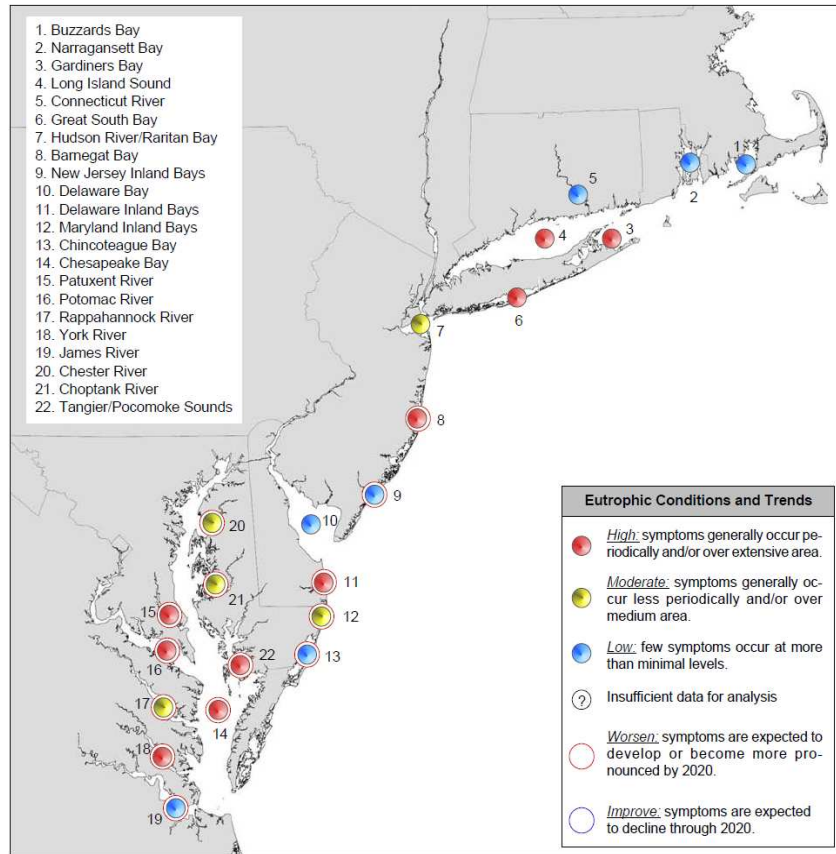 1. Buzzards Bay
2. Narragansett Bay
3. Gardiners Bay
4. Long Island Sound
5. Connecticut River
6. Great South Bay
7. Hudson River/Raritan Bay
8. Barnegat Bay
9. New Jersey Inland Bays
10. Delaware Bay
11. Delaware Inland Bays
12. Maryland Inland Bays
13. Chincoteague Bay
14. Chesapeake Bay
15. Patuxent River
16. Potomac River
17. Rappahannock River
18. York River
19. James River
20. Chester River
21. Choptank River
22. Tangier/Pocomoke Sounds
1
2
5
4
3
6
7
8
9
10
20
11
21
12
15
13
16
22
17
14
18
19
Eutrophic Conditions and Trends
High: symptoms generally occur pe-
riodically and/or over extensive area.
Moderate: symptoms generally oc-
cur less periodically and/or over
medium area.
Low: few symptoms occur at more
than minimal levels.
? Insufficient data for analysis
Worsen: symptoms are expected to
develop or become more pro-
nounced by 2020.
Improve: symptoms are expected
to decline through 2020.